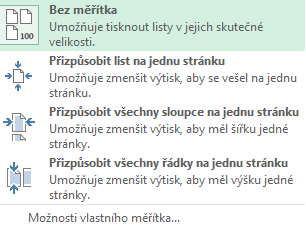 Bez měřítka
Umožňuje tisknout listy v jejich skutečné
velikosti.
100
Přizpůsobit list na jednu stránku
Umožňuje zmenšit výtisk, aby se vešel na jednu
stránku.
Přizpůsobit všechny sloupce na jednu stránku
Umožňuje zmenšit výtisk, aby měl šířku jedné
stránky.
Přizpůsobit všechny řádky na jednu stránku
Umožňuje zmenšit výtisk, aby měl výšku jedné
stránky.
Možnosti vlastního měřítka...